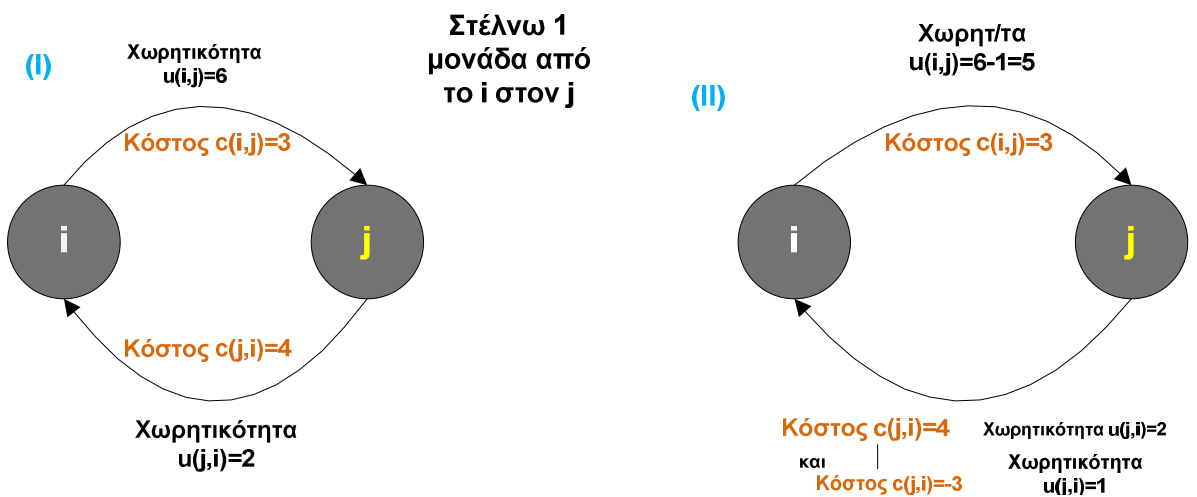 (I)
Χωρητικότητα
u(i,j)=6
Κόστος c(i,j)=3
i
j
Κόστος c(j,i)=4
Χωρητικότητα
u(j,i)=2
Στέλνω 1
μονάδα από
το i στον j
(II)
Χωρητ/τα
u(i,j)=6-1=5
Κόστος c(i,j)=3
i
j
Κόστος c(j,i)=4 Χωρητικότητα u(j,i)=2
και
Κόστος c(j,i)=-3
Χωρητικότητα
u(j,i)=1